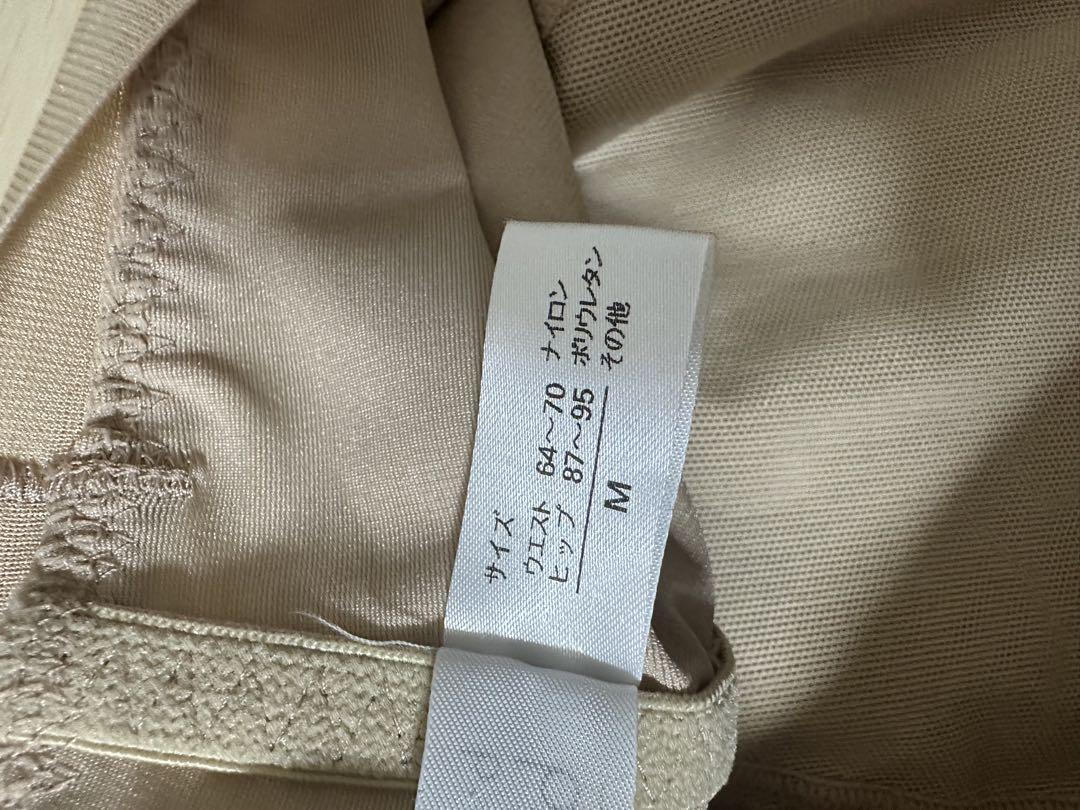 サイズ
ウエスト 64～70
ヒップ 87～95
M
ナイロン
ポリウレタン
その他